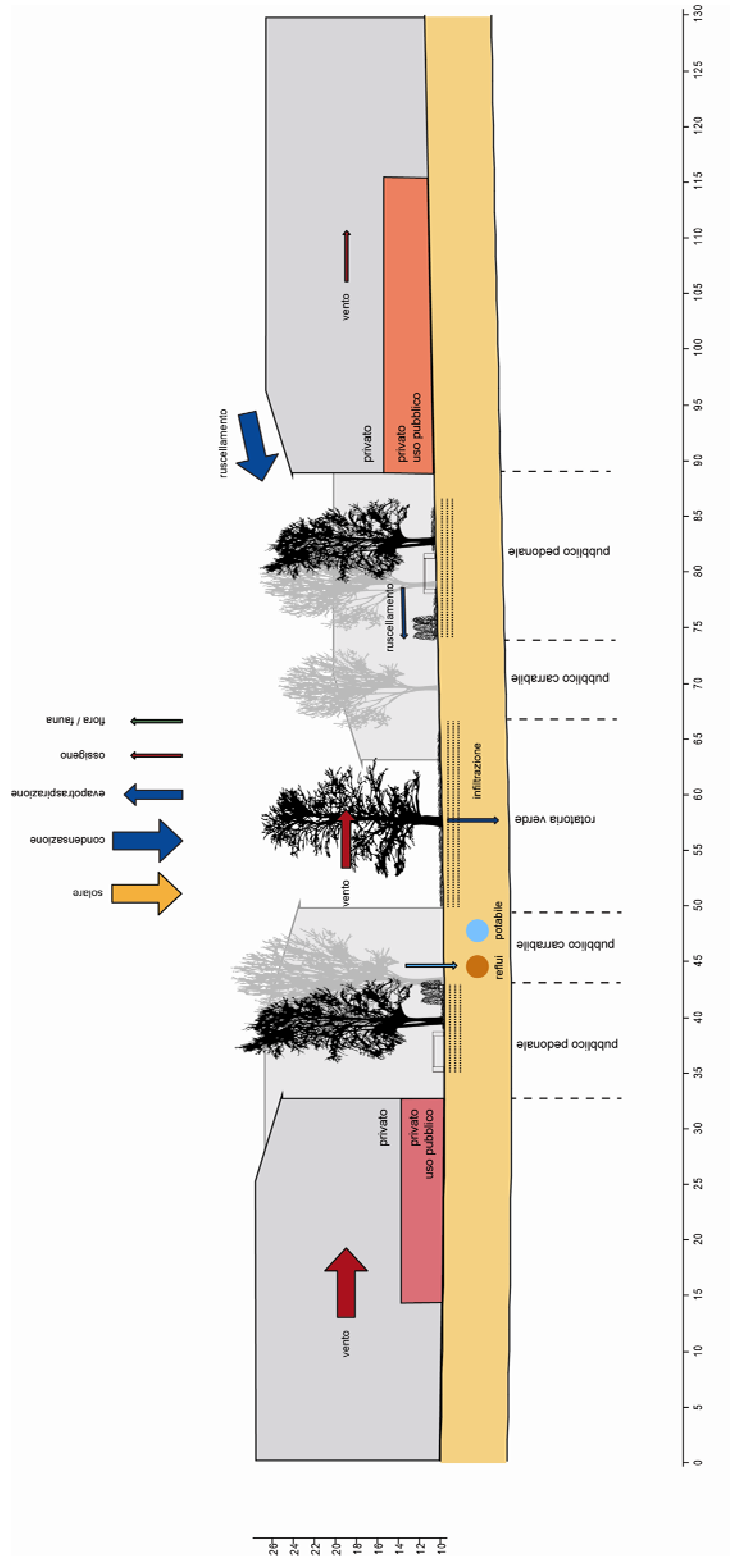 solare
condensazione
evapotraspirazione
ossigeno
flora / fauna
26
24
22
20
18
16
14
12
10
vento
privato
privato
uso pubblico
vento
ruscellamento
ruscellamento
vento
privato
privato
uso pubblico
reflui
potabile
infiltrazione
pubblico pedonale
pubblico carrabile
rotatoria verde
pubblico carrabile
pubblico pedonale
0
5
10
15
20
25
30
35
40
45
50
55
60
65
70
75
80
85
90
95
100
105
110
115
120
125
130